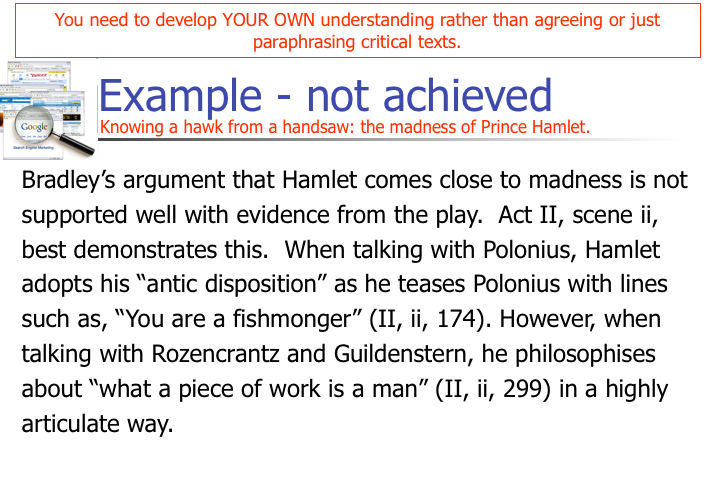 You need to develop YOUR OWN understanding rather than agreeing or just
paraphrasing critical texts.
Example - not achieved
Knowing a hawk from a handsaw: the madness of Prince Hamlet.
Google
Search Engine Marketing
Bradley’s argument that Hamlet comes close to madness is not
supported well with evidence from the play.  Act II, scene ii,
best demonstrates this.  When talking with Polonius, Hamlet
adopts his “antic disposition” as he teases Polonius with lines
such as, “You are a fishmonger” (II, ii, 174). However, when
talking with Rozencrantz and Guildenstern, he philosophises
about “what a piece of work is a man” (II, ii, 299) in a highly
articulate way.